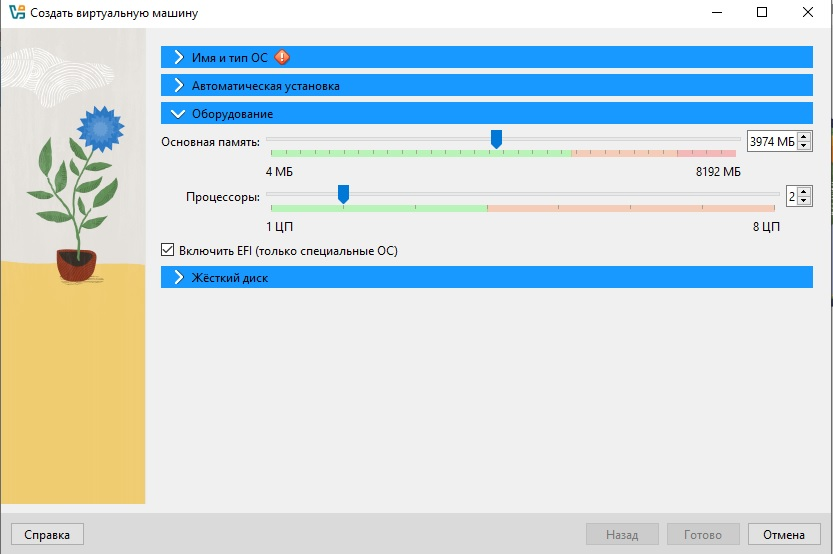 Создать виртуальную машину
Имя и тип ОС
Автоматическая установка
Оборудование
Основная память:
3974 МБ
4 МБ
8192 МБ
Процессоры:
2
1 ЦП
8 ЦП
Включить EFI (только специальные ОС)
Жёсткий диск
Справка
Назад
Готово
Отмена